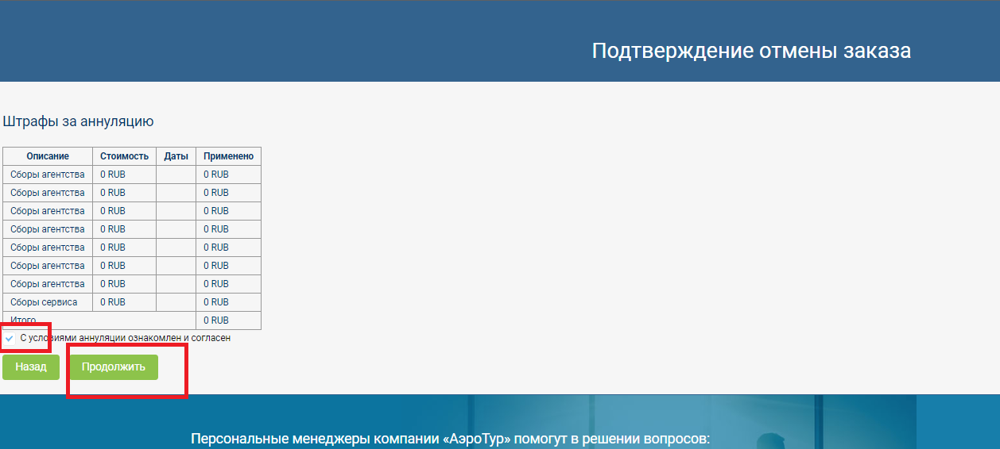 Подтверждение отмены заказа
Штрафы за аннуляцию
Описание Стоимость Даты Применено
Сборы агентства 0 RUB 0 RUB
Сборы агентства 0 RUB 0 RUB
Сборы агентства 0 RUB 0 RUB
Сборы агентства 0 RUB 0 RUB
Сборы агентства 0 RUB 0 RUB
Сборы агентства 0 RUB 0 RUB
Сборы агентства 0 RUB 0 RUB
Сборы сервиса 0 RUB 0 RUB
Итого 0 RUB
С условиями аннуляции ознакомлен и согласен
Назад Продолжить
Персональные менеджеры компании «АэроТур» помогут в решении вопросов: